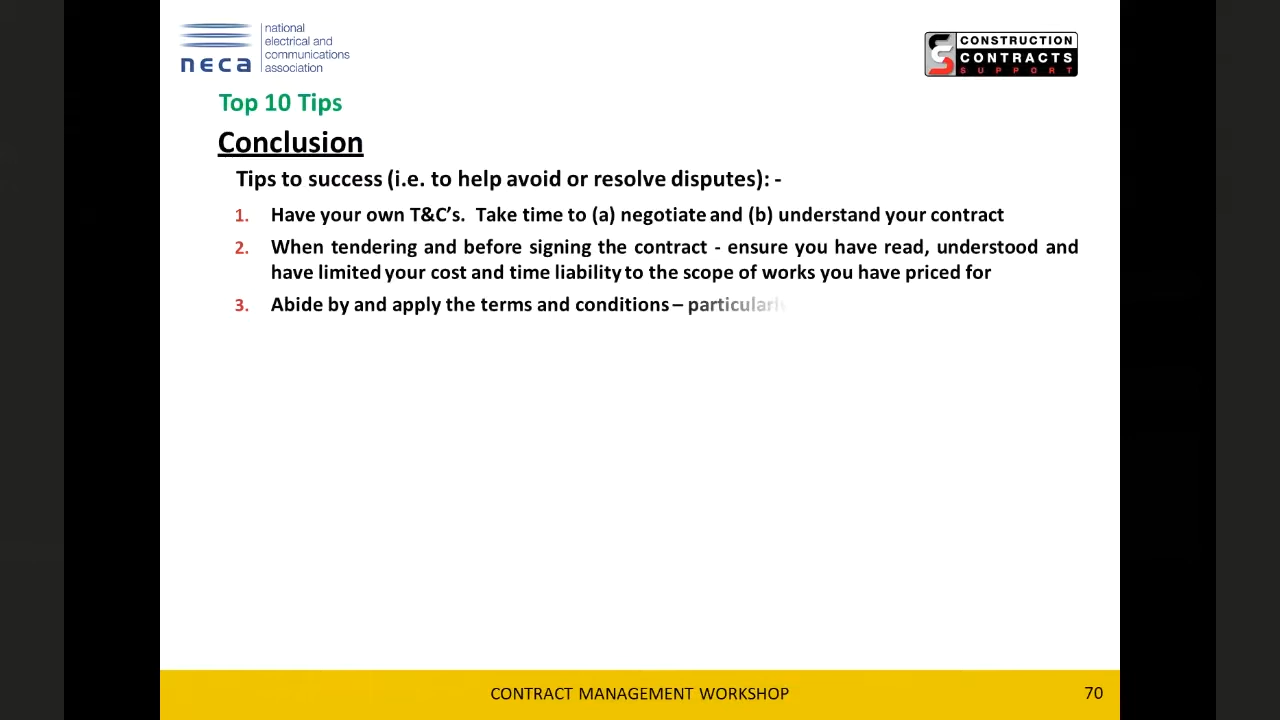 neca
national
electrical and
communications
association
CONSTRUCTION
CONTRACTS
SUPPORT
Top 10 Tips
Conclusion
Tips to success (i.e. to help avoid or resolve disputes): -
1. Have your own T&C’s. Take time to (a) negotiate and (b) understand your contract
2. When tendering and before signing the contract - ensure you have read, understood and
have limited your cost and time liability to the scope of works you have priced for
3. Abide by and apply the terms and conditions – particularly
CONTRACT MANAGEMENT WORKSHOP
70